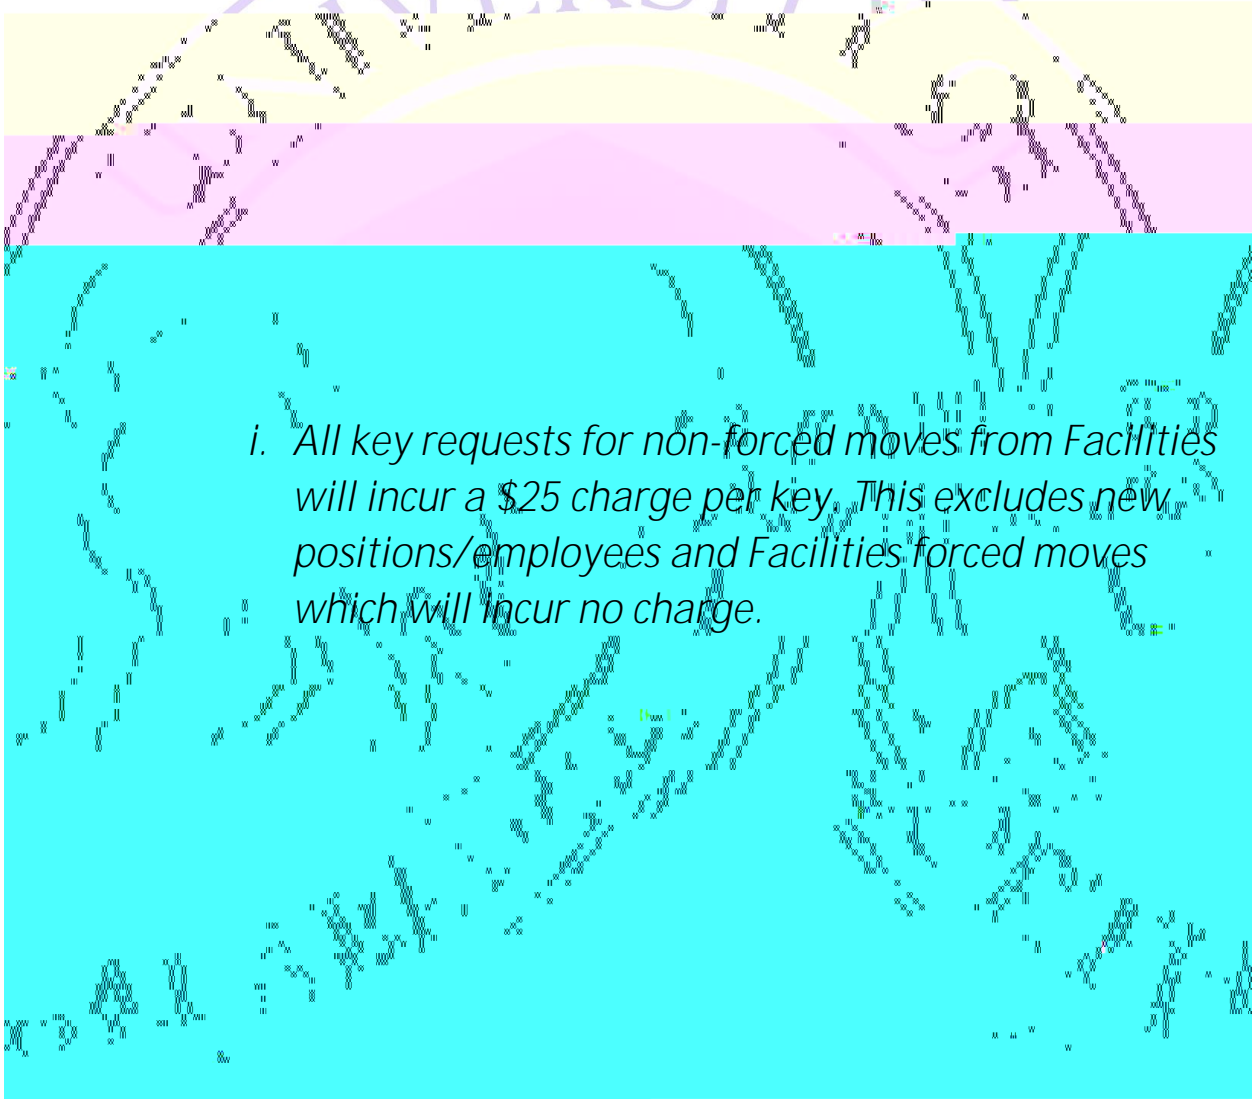 i. All key requests for non-forced moves from Facilities
will incur a $25 charge per key. This excludes new
positions/employees and Facilities forced moves
which will incur no charge.